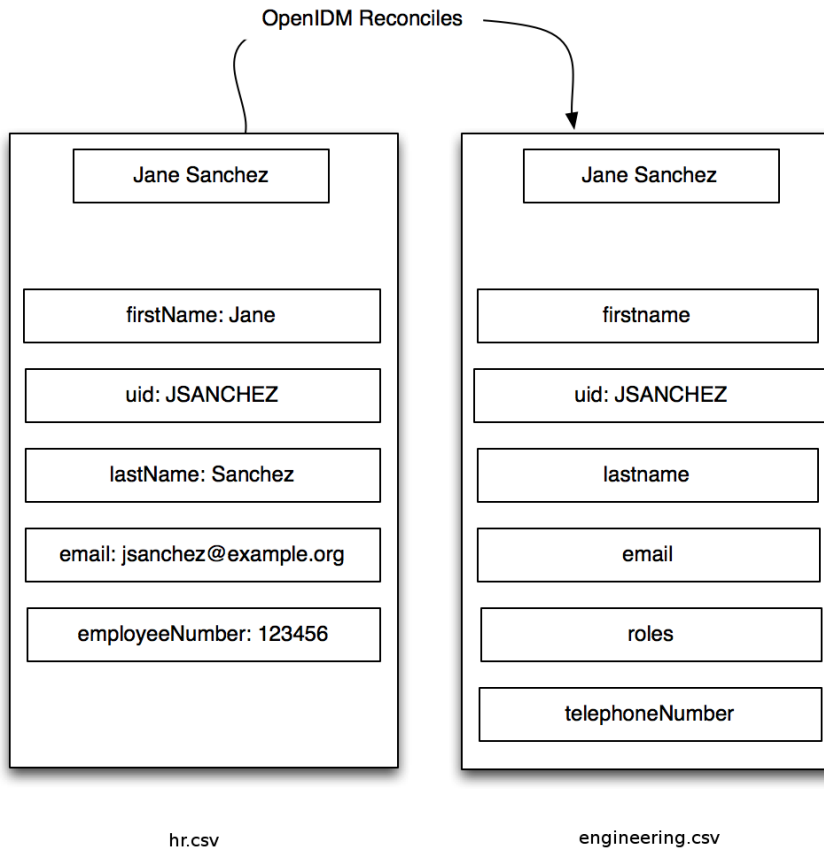 OpenIDM Reconciles
Jane Sanchez
firstName: Jane
uid: JSANCHEZ
lastName: Sanchez
email: jsanchez@example.org
employeeNumber: 123456
hr.csv
Jane Sanchez
firstname
uid: JSANCHEZ
lastname
email
roles
telephoneNumber
engineering.csv